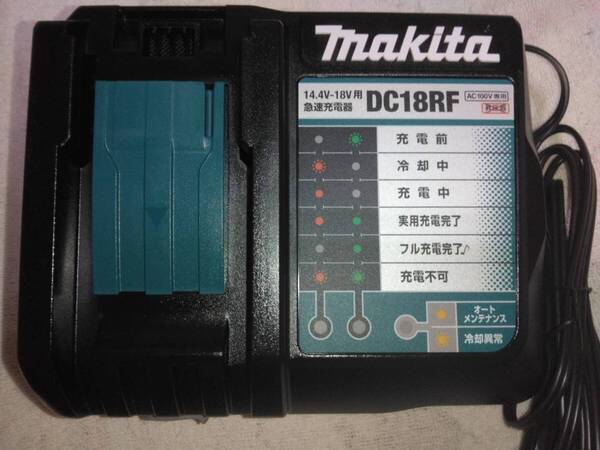 makita
14.4V-18V用
急速充電器
DC18RF
AC100V専用
充電前
冷却中
充電中
実用充電完了
フル充電完了♪
充電不可
オート
メンテナンス
冷却異常